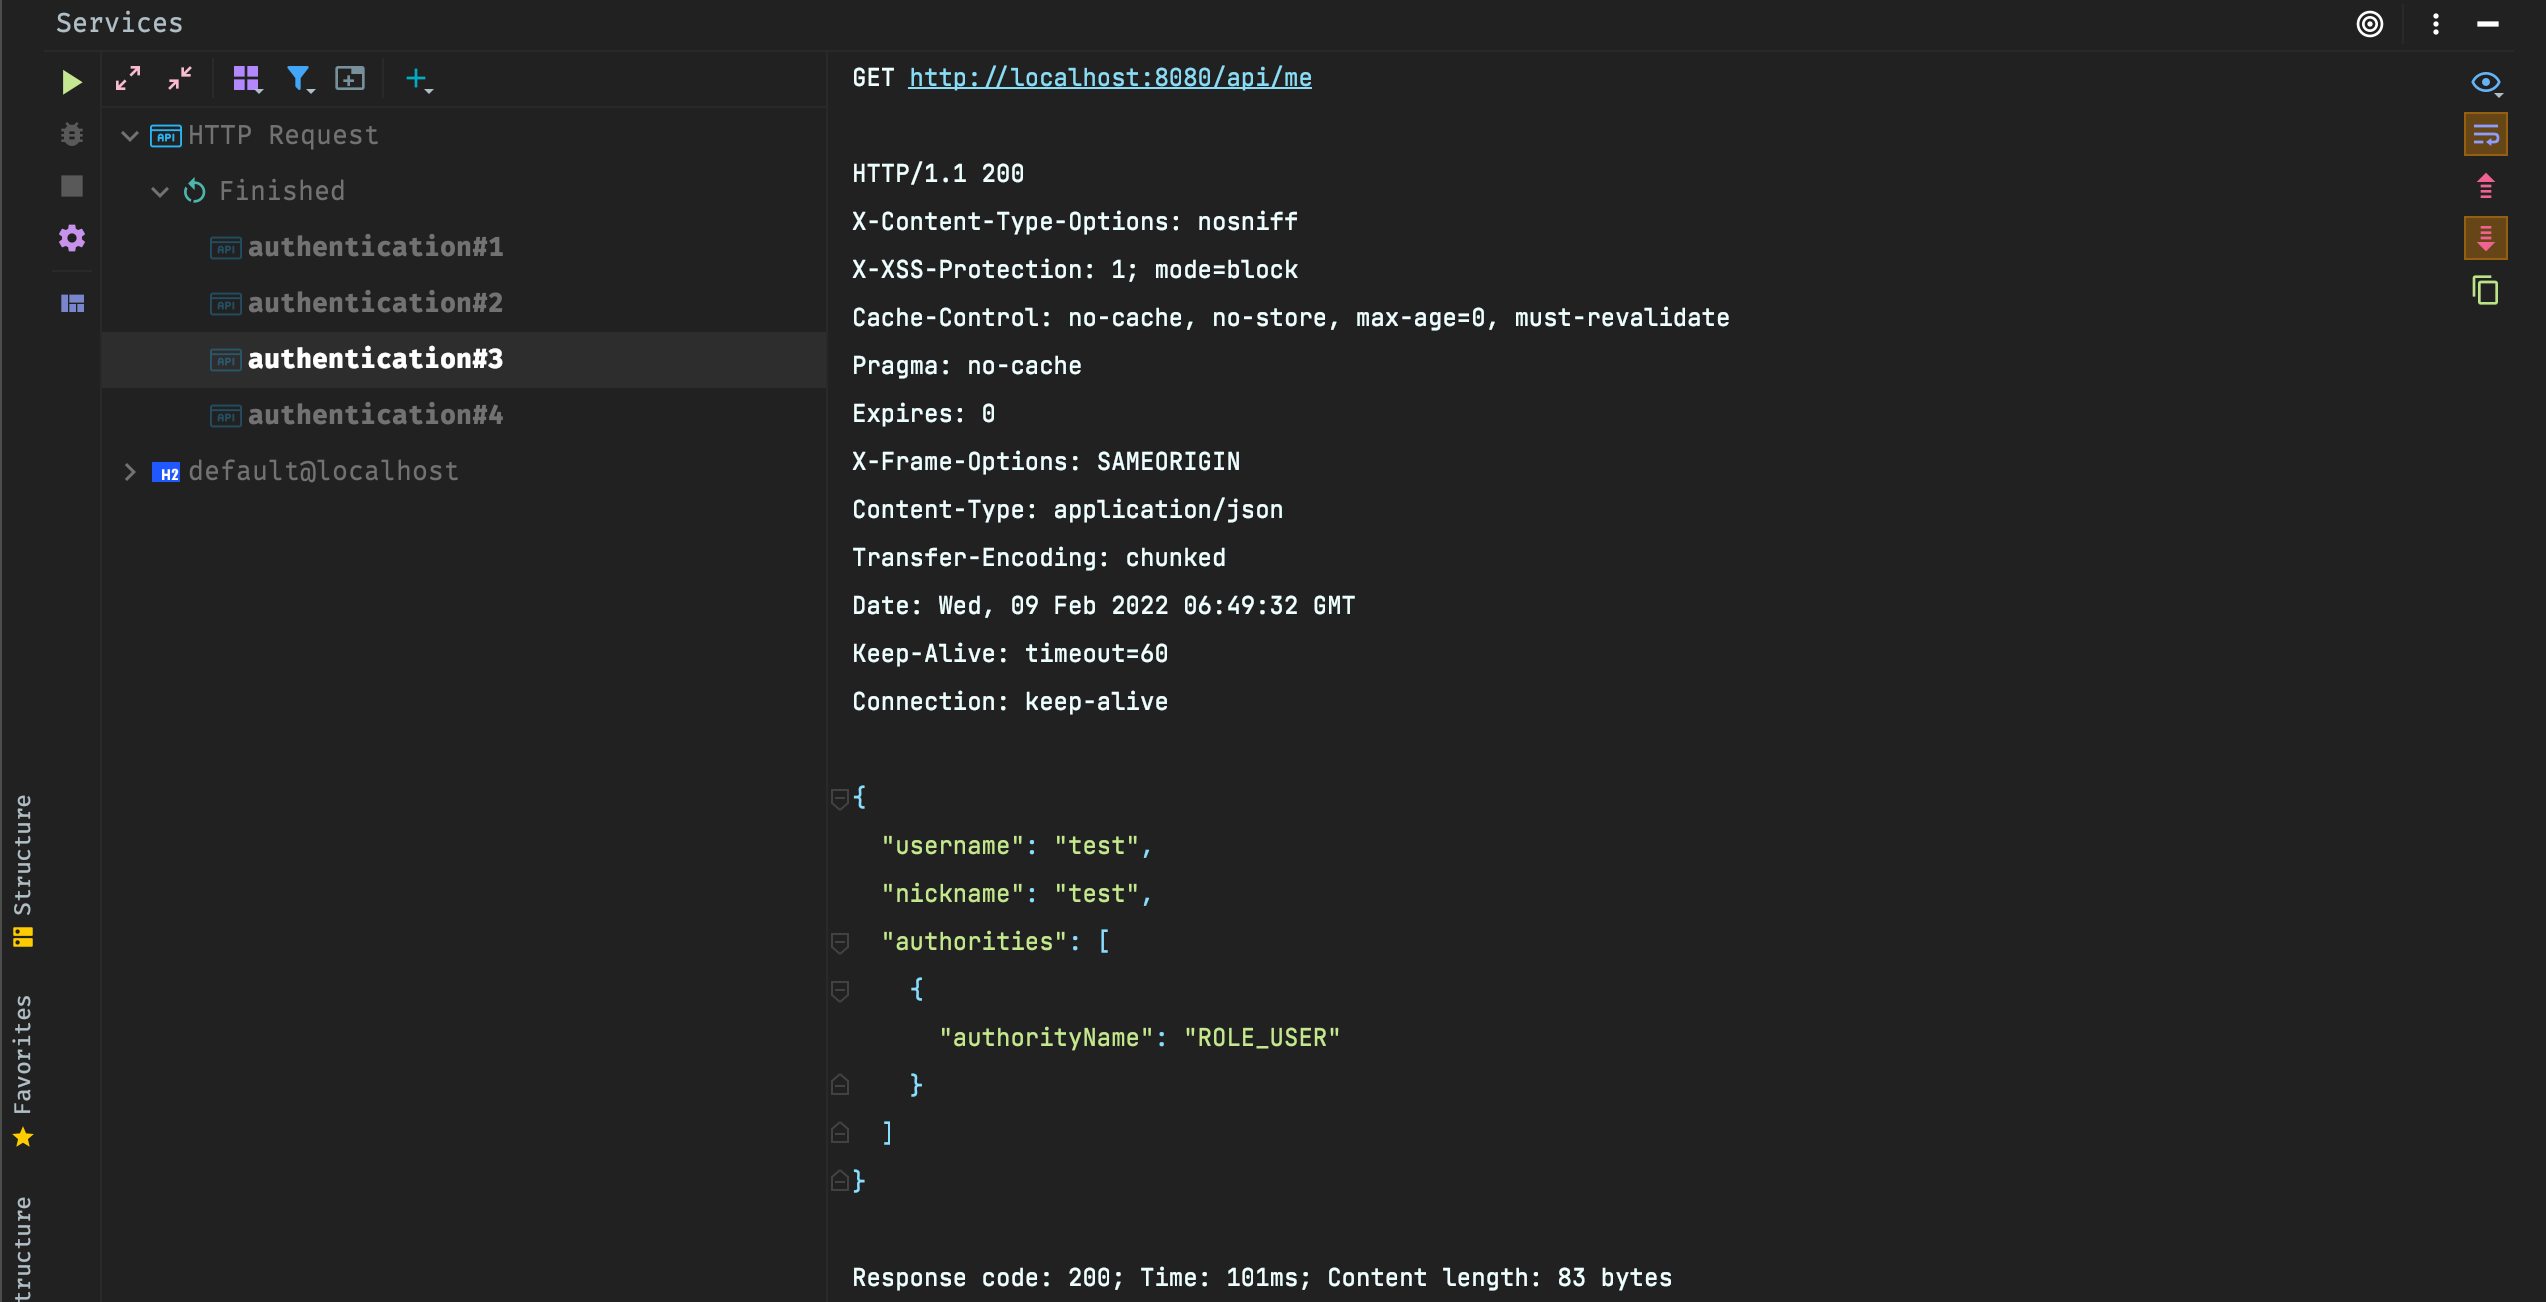 Services
HTTP Request
Finished
authentication#1
authentication#2
authentication#3
authentication#4
default@localhost
GET http://localhost:8080/api/me
HTTP/1.1 200
X-Content-Type-Options: nosniff
X-XSS-Protection: 1; mode=block
Cache-Control: no-cache, no-store, max-age=0, must-revalidate
Pragma: no-cache
Expires: 0
X-Frame-Options: SAMEORIGIN
Content-Type: application/json
Transfer-Encoding: chunked
Date: Wed, 09 Feb 2022 06:49:32 GMT
Keep-Alive: timeout=60
Connection: keep-alive
{
  "username": "test",
  "nickname": "test",
  "authorities": [
    {
      "authorityName": "ROLE_USER"
    }
  ]
}
Response code: 200; Time: 101ms; Content length: 83 bytes
Structure
Favorites
tructure
API
API
API
API
API
H2